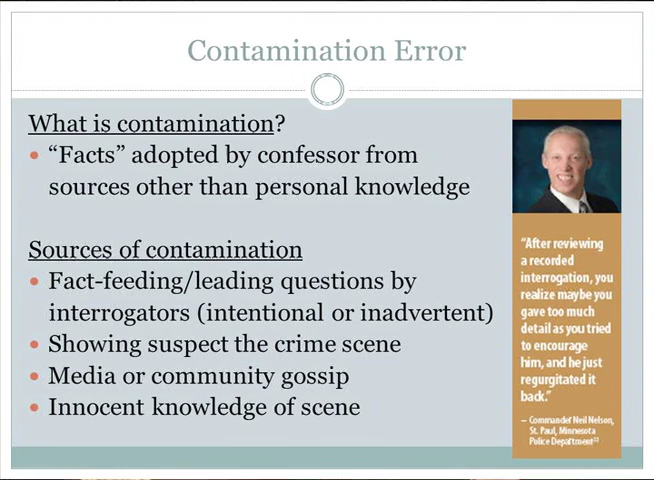 Contamination Error
What is contamination?
• “Facts” adopted by confessor from
sources other than personal knowledge
Sources of contamination
• Fact-feeding/leading questions by
interrogators (intentional or inadvertent)
• Showing suspect the crime scene
• Media or community gossip
• Innocent knowledge of scene
“After reviewing
a recorded
interrogation, you
realize maybe you
gave too much
detail as you tried
to encourage
him, and he just
regurgitated it
back.”
– Commander Neil Nelson,
St. Paul, Minnesota
Police Department